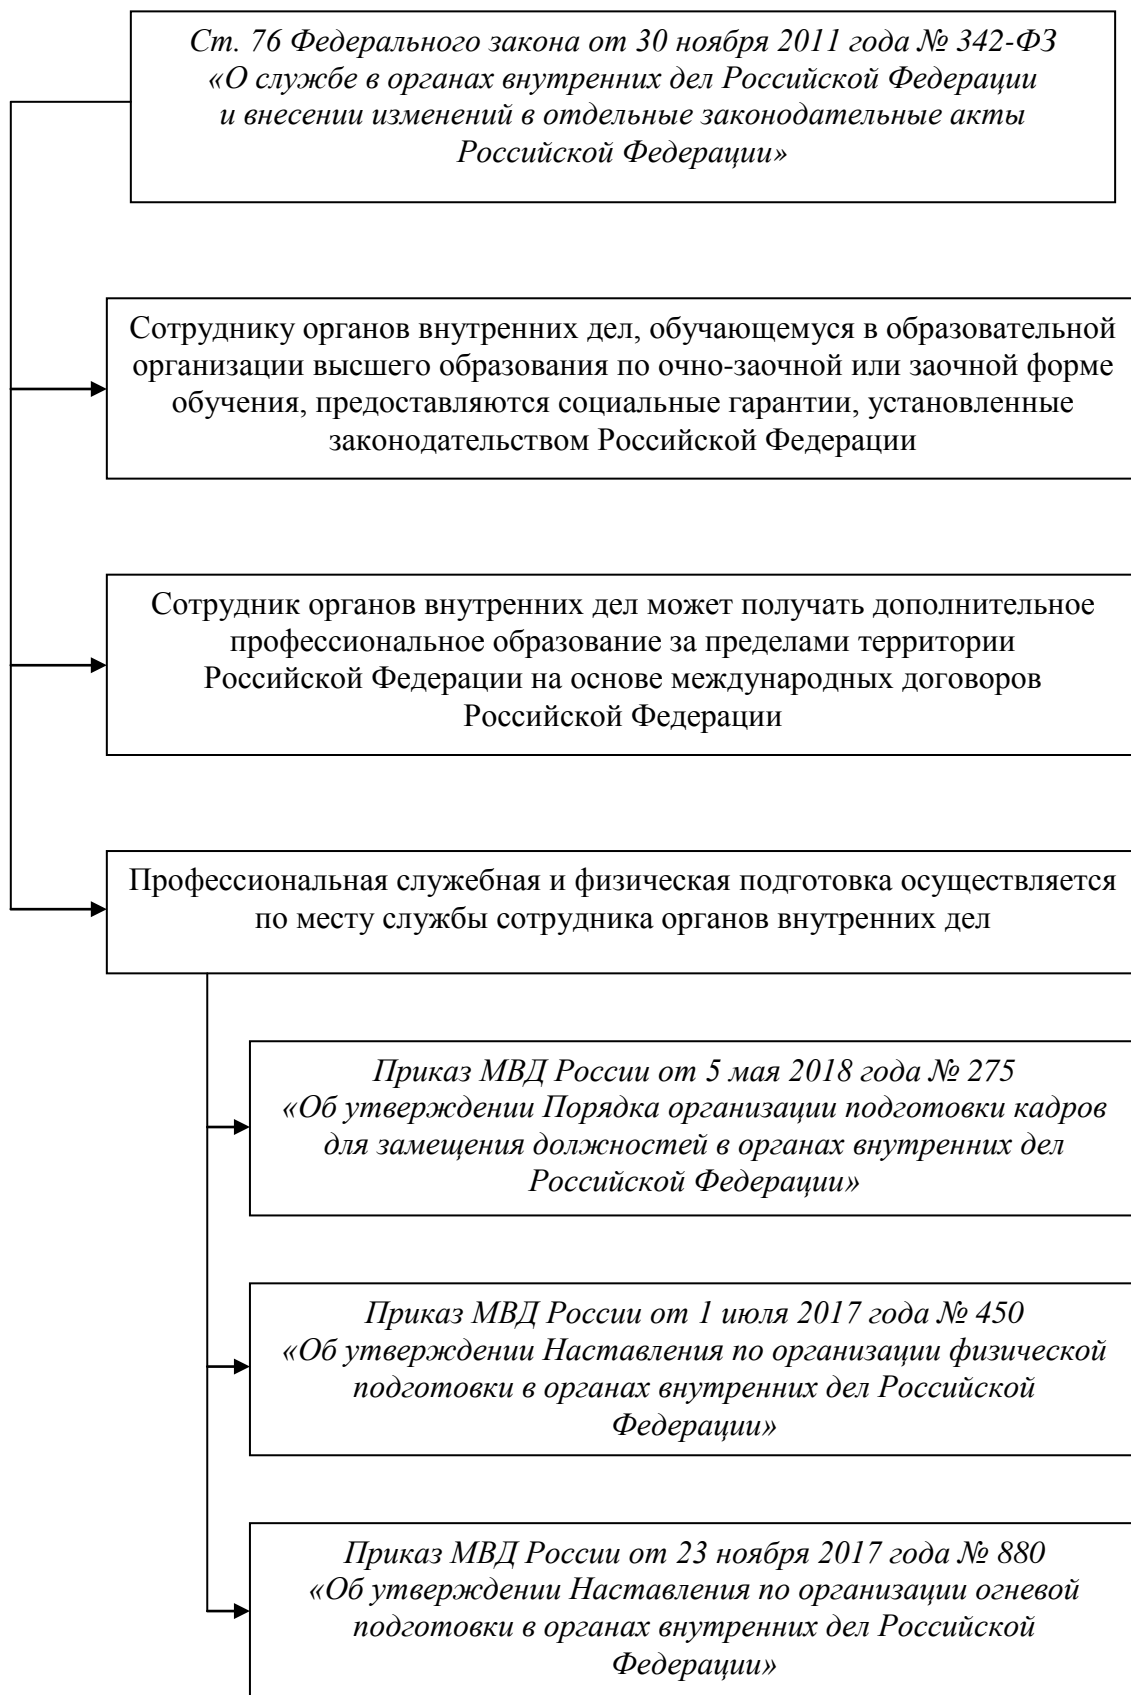 Ст. 76 Федерального закона от 30 ноября 2011 года № 342-ФЗ
«О службе в органах внутренних дел Российской Федерации
и внесении изменений в отдельные законодательные акты
Российской Федерации»
Сотруднику органов внутренних дел, обучающемуся в образовательной
организации высшего образования по очно-заочной или заочной форме
обучения, предоставляются социальные гарантии, установленные
законодательством Российской Федерации
Сотрудник органов внутренних дел может получать дополнительное
профессиональное образование за пределами территории
Российской Федерации на основе международных договоров
Российской Федерации
Профессиональная служебная и физическая подготовка осуществляется
по месту службы сотрудника органов внутренних дел
Приказ МВД России от 5 мая 2018 года № 275
«Об утверждении Порядка организации подготовки кадров
для замещения должностей в органах внутренних дел
Российской Федерации»
Приказ МВД России от 1 июля 2017 года № 450
«Об утверждении Наставления по организации физической
подготовки в органах внутренних дел Российской
Федерации»
Приказ МВД России от 23 ноября 2017 года № 880
«Об утверждении Наставления по организации огневой
подготовки в органах внутренних дел Российской
Федерации»